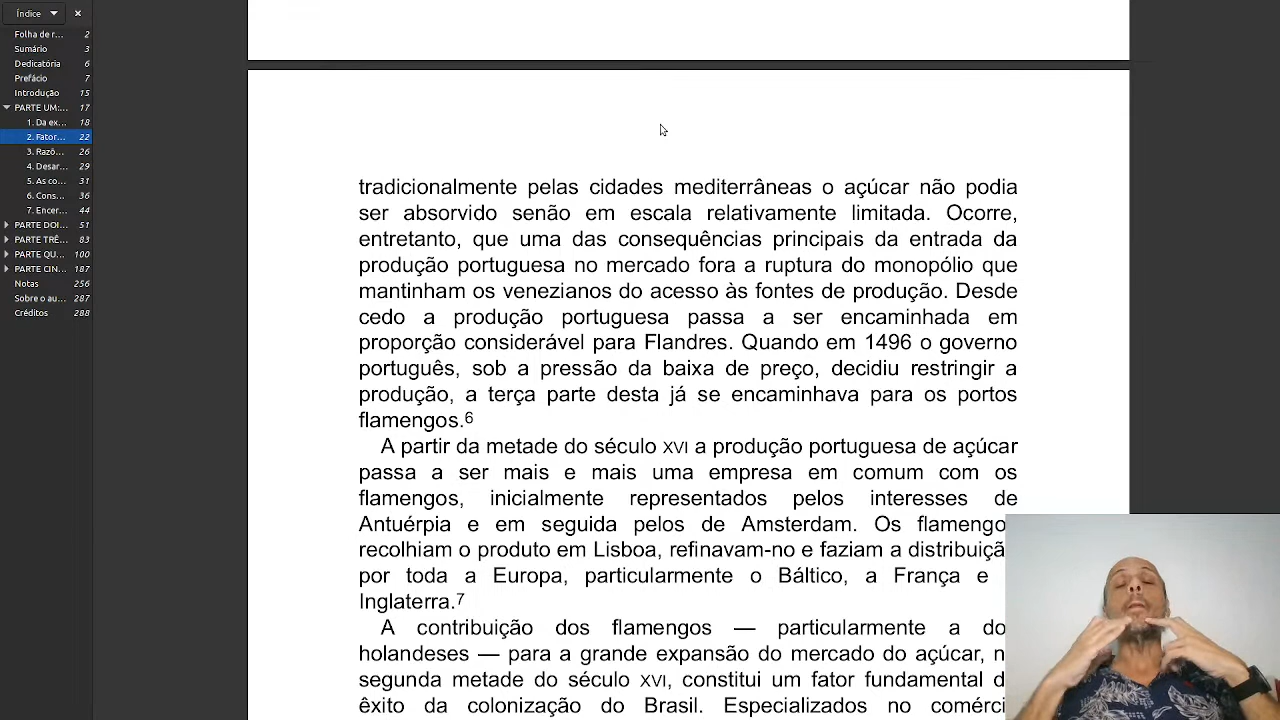 Índice
Folha de r... 2
Sumário 3
Dedicatória 6
Prefácio 7
Introdução 15
PARTE UM:... 17
1. Da ex... 18
2. Fator... 22
3. Razõ... 26
4. Desar... 29
5. As co... 31
6. Cons... 36
7. Encer... 44
PARTE DOI... 51
PARTE TRÊ... 83
PARTE QU... 100
PARTE CIN... 187
Notas 256
Sobre o au... 287
Créditos 288
tradicionalmente pelas cidades mediterrâneas o açúcar não podia
ser absorvido senão em escala relativamente limitada. Ocorre,
entretanto, que uma das consequências principais da entrada da
produção portuguesa no mercado fora a ruptura do monopólio que
mantinham os venezianos do acesso às fontes de produção. Desde
cedo a produção portuguesa passa a ser encaminhada em
proporção considerável para Flandres. Quando em 1496 o governo
português, sob a pressão da baixa de preço, decidiu restringir a
produção, a terça parte desta já se encaminhava para os portos
flamengos.6
A partir da metade do século XVI a produção portuguesa de açúcar
passa a ser mais e mais uma empresa em comum com os
flamengos, inicialmente representados pelos interesses de
Antuérpia e em seguida pelos de Amsterdam. Os flamengo
recolhiam o produto em Lisboa, refinavam-no e faziam a distribuiçã
por toda a Europa, particularmente o Báltico, a França e
Inglaterra.7
A contribuição dos flamengos — particularmente a do
holandeses — para a grande expansão do mercado do açúcar, n
segunda metade do século XVI, constitui um fator fundamental d
êxito da colonização do Brasil. Especializados no comérci